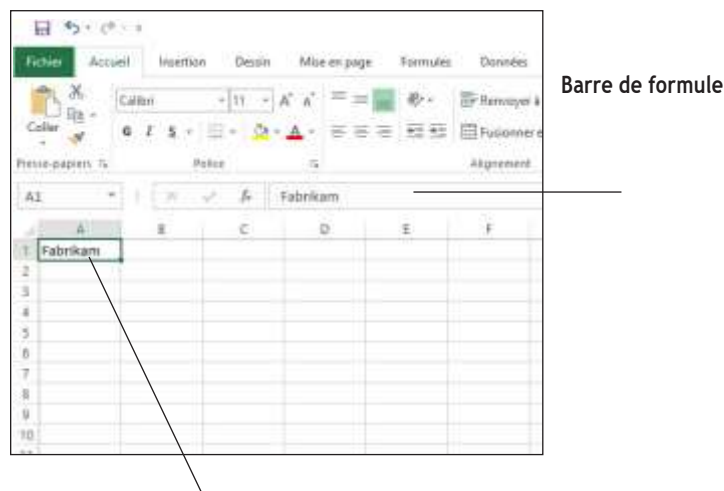 Fichier Accueil Insertion Dessin Mise en page Formules Données
Barre de formule
Calibri 11 A A Renvoyer à
Coller G I S A Fusionner e
Presse-papiers Police Alignement
A1 fx Fabrikam
A B C D E F
1 Fabrikam
2
3
4
5
6
7
8
9
10